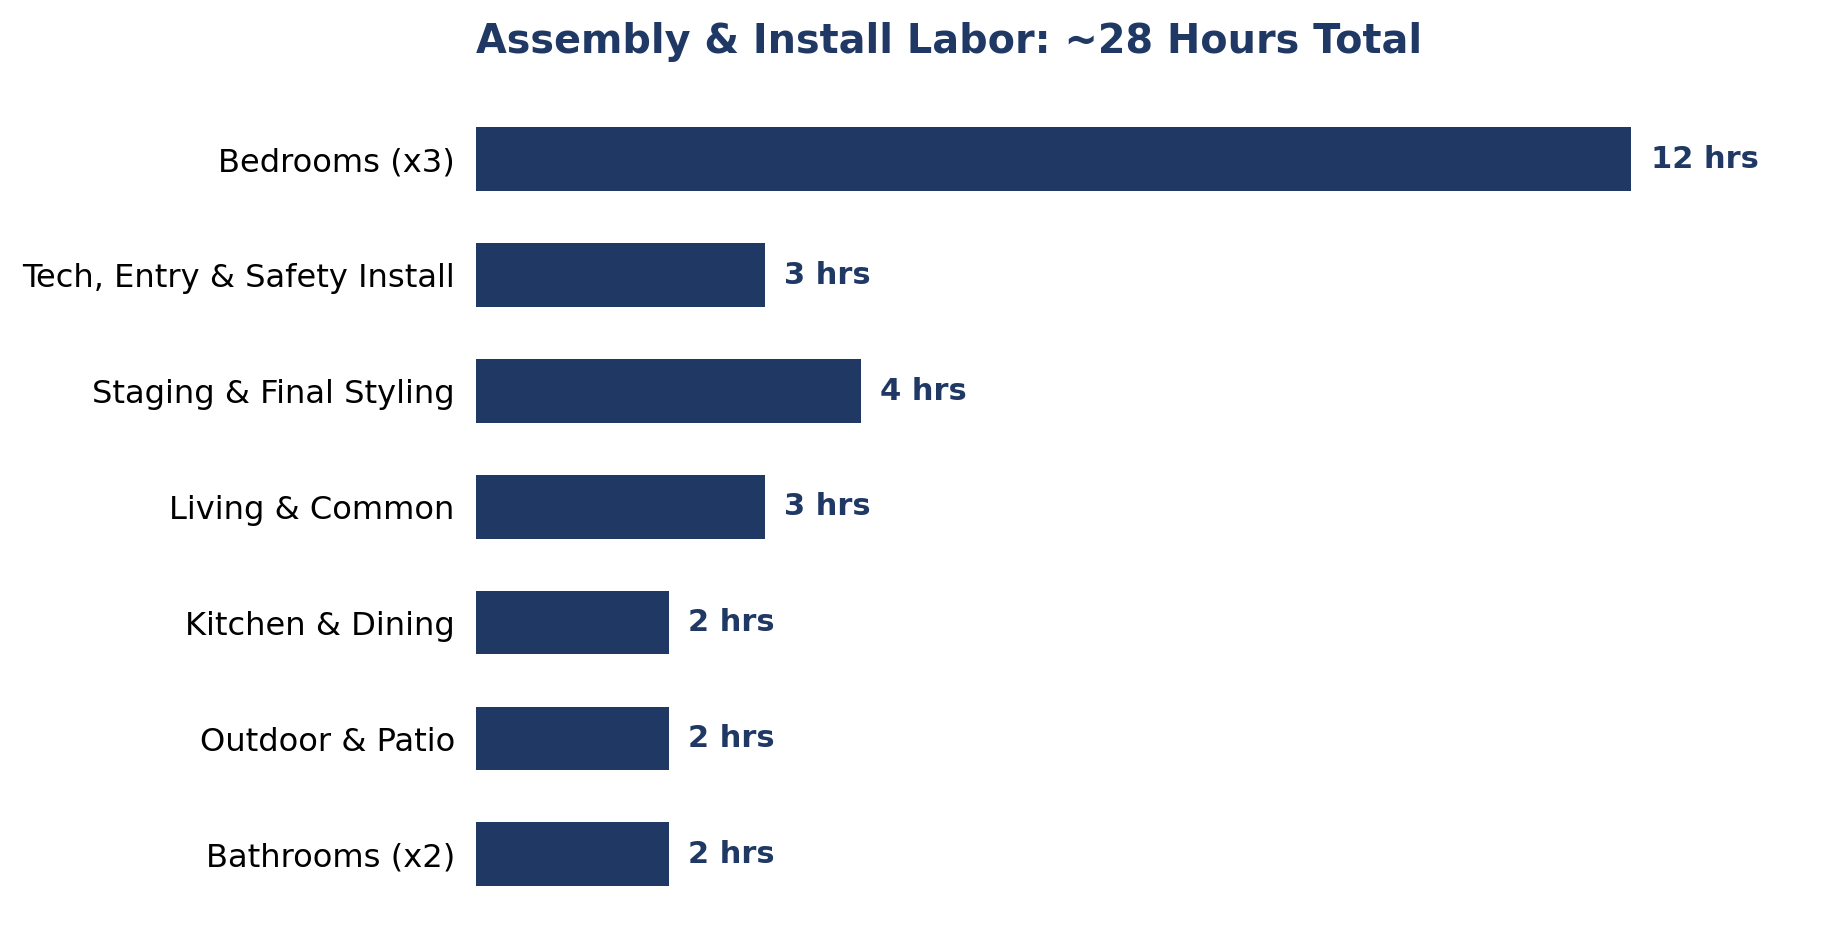 Assembly & Install Labor: ~28 Hours Total
Bedrooms (x3) 12 hrs
Tech, Entry & Safety Install 3 hrs
Staging & Final Styling 4 hrs
Living & Common 3 hrs
Kitchen & Dining 2 hrs
Outdoor & Patio 2 hrs
Bathrooms (x2) 2 hrs